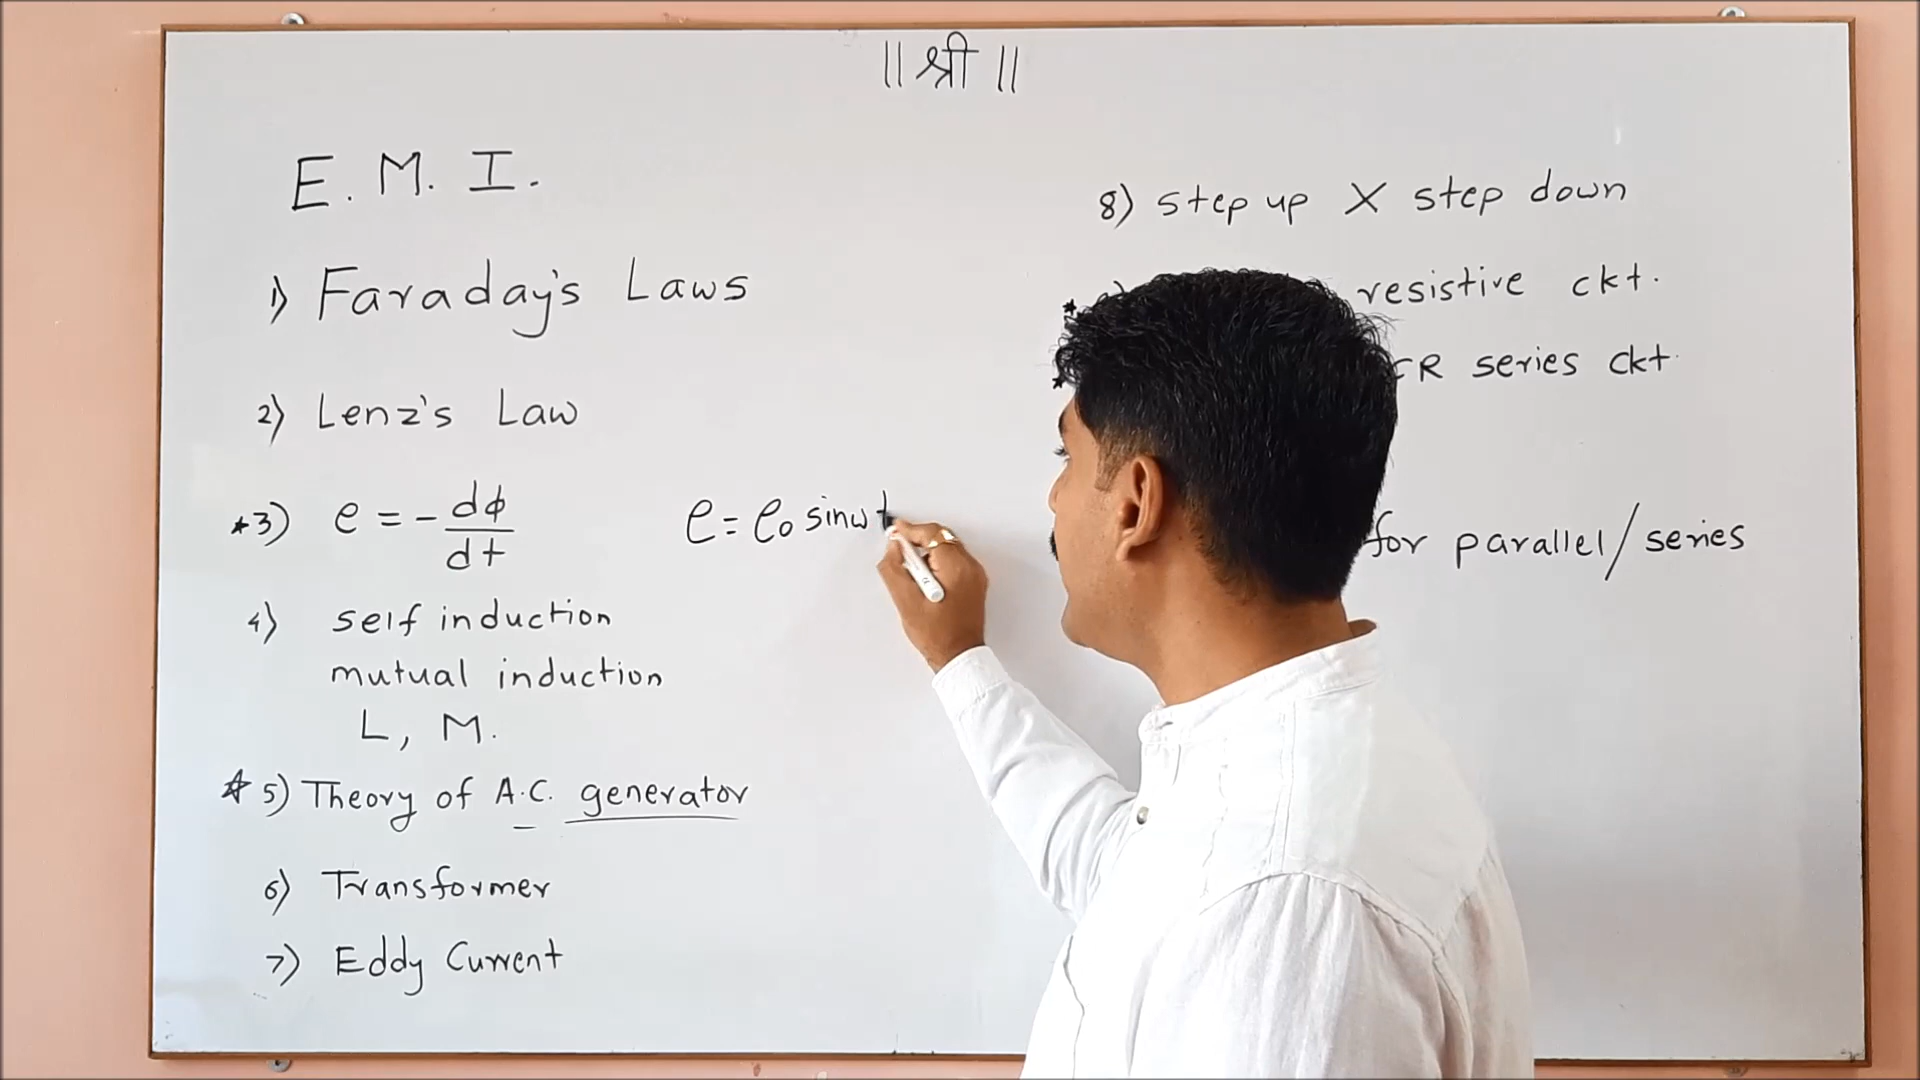 || श्री ||
E. M. I.
1) Faraday's Laws
2) Lenz's Law
*3) e = - dφ/dt
e = e₀ sinωt
4) self induction
mutual induction
L, M.
* 5) Theory of A.C. generator
6) Transformer
7) Eddy Current
8) step up X step down
* resistive ckt.
* CR series ckt.
for parallel/series